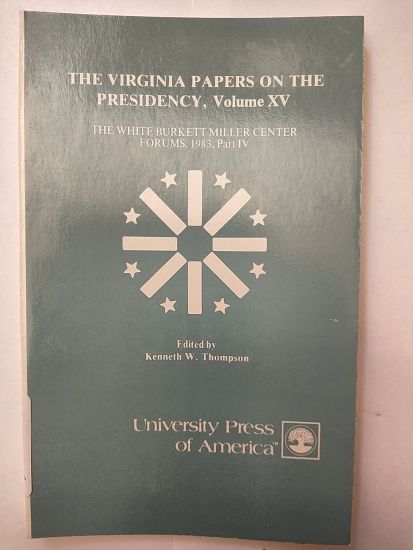 THE VIRGINIA PAPERS ON THE
PRESIDENCY, Volume XV
THE WHITE BURKETT MILLER CENTER
FORUMS, 1983, Part IV
Edited by
Kenneth W. Thompson
University Press
of America™